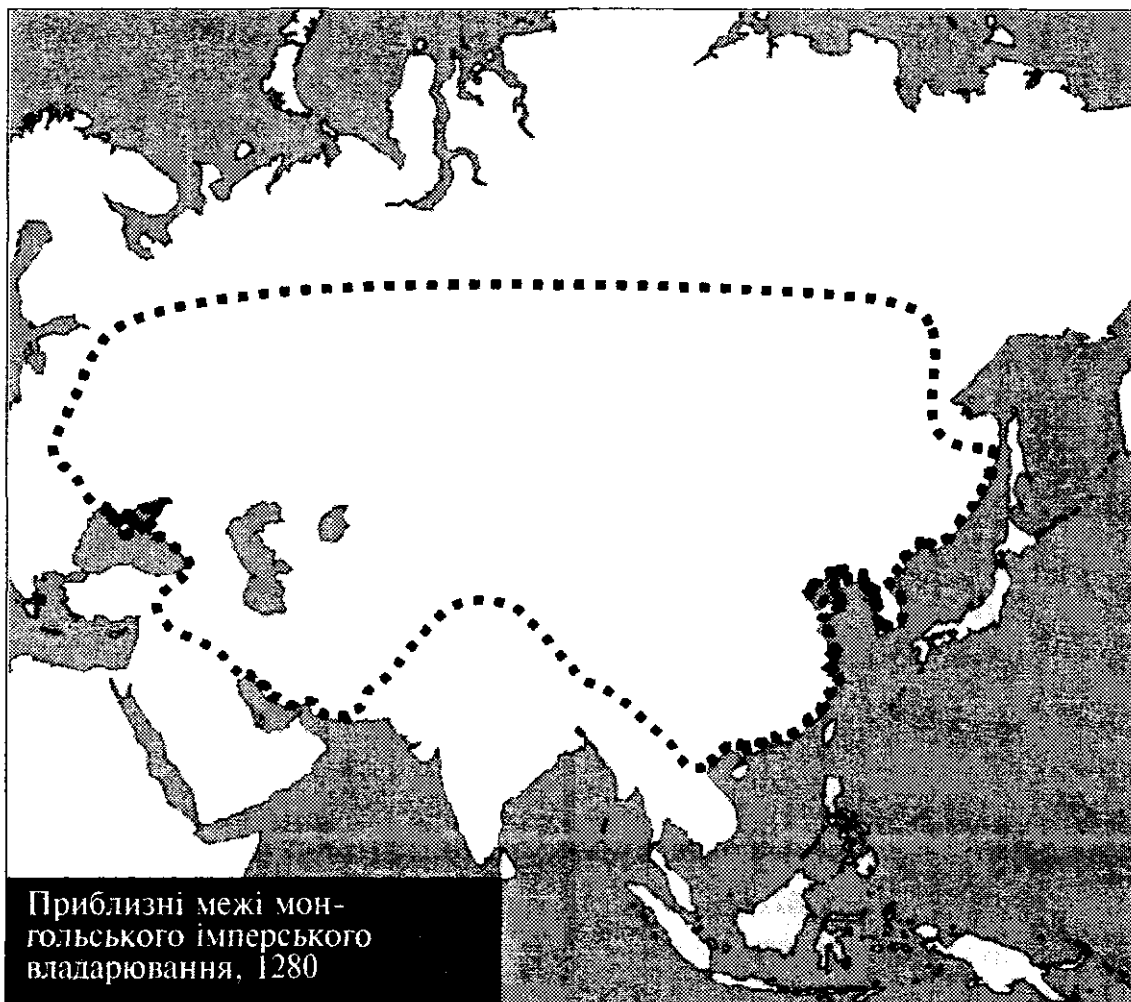 Приблизні межі мон-
гольського імперського
владарювання, 1280